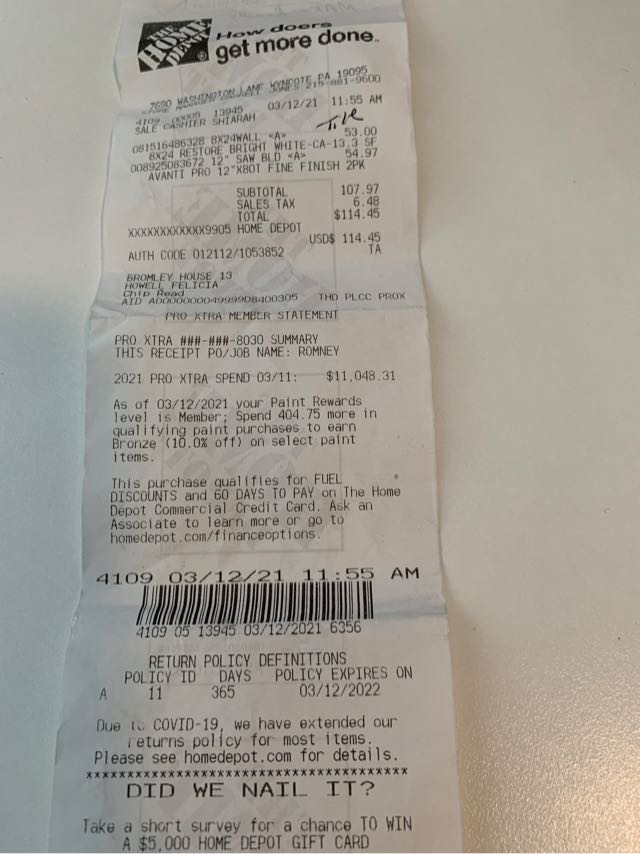 THE HOME DEPOT
How doers
get more done.
7600 WASHINGTON LANE WYNCOTE, PA 19095
215-881-9600
4109 00005 13945 03/12/21 11:55 AM
SALE CASHIER SHIARAH
Tile
081516486328 8X24WALL <A> 53.00
8X24 RESTORE BRIGHT WHITE-CA-13.3 SF
008925083672 12" SAW BLD <A> 54.97
AVANTI PRO 12"X80T FINE FINISH 2PK
SUBTOTAL 107.97
SALES TAX 6.48
TOTAL $114.45
XXXXXXXXXXXX9905 HOME DEPOT
USD$ 114.45
AUTH CODE 012112/1053852 TA
BROMLEY HOUSE 13
HOWELL FELICIA
Chip Read
AID A0000000049999D8400305 THD PLCC PROX
PRO XTRA MEMBER STATEMENT
PRO XTRA ###-###-8030 SUMMARY
THIS RECEIPT PO/JOB NAME: ROMNEY
2021 PRO XTRA SPEND 03/11: $11,048.31
As of 03/12/2021 your Paint Rewards
level is Member; Spend 404.75 more in
qualifying paint purchases to earn
Bronze (10.0% off) on select paint
items.
This purchase qualifies for FUEL
DISCOUNTS and 60 DAYS TO PAY on The Home
Depot Commercial Credit Card. Ask an
Associate to learn more or go to
homedepot.com/financeoptions.
4109 03/12/21 11:55 AM
4109 05 13945 03/12/2021 6356
RETURN POLICY DEFINITIONS
POLICY ID DAYS POLICY EXPIRES ON
A 11 365 03/12/2022
Due to COVID-19, we have extended our
returns policy for most items.
Please see homedepot.com for details.
****************************************
DID WE NAIL IT?
Take a short survey for a chance TO WIN
A $5,000 HOME DEPOT GIFT CARD